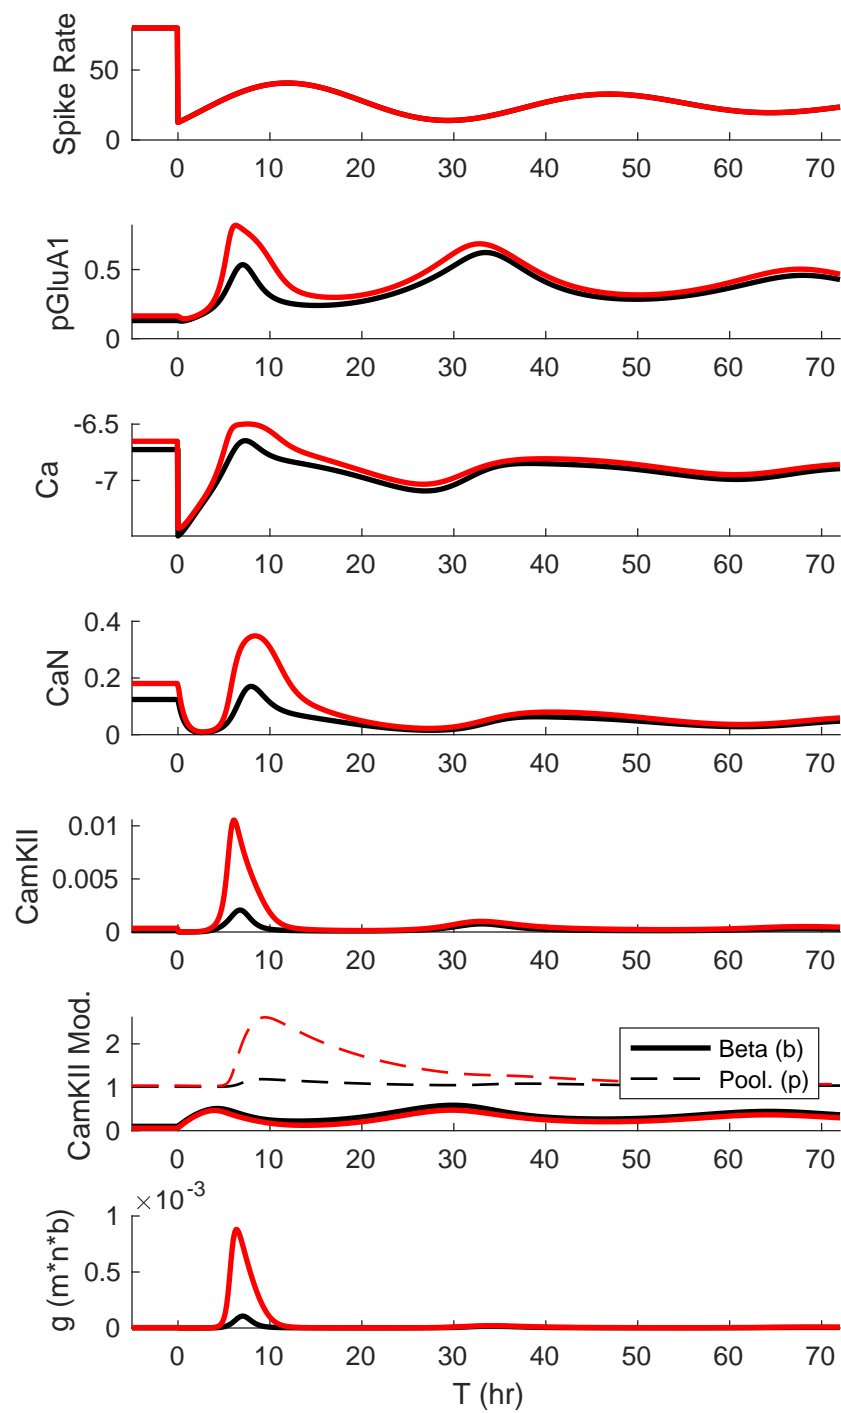 Spike Rate
50
0
0 10 20 30 40 50 60 70
pGluA1
0.5
0
0 10 20 30 40 50 60 70
Ca
-6.5
-7
0 10 20 30 40 50 60 70
CaN
0.4
0.2
0
0 10 20 30 40 50 60 70
CamKII
0.01
0.005
0
0 10 20 30 40 50 60 70
CamKII Mod.
2
1
0
Beta (b)
Pool. (p)
0 10 20 30 40 50 60 70
g (m*n*b)
×10⁻³
1
0.5
0
0 10 20 30 40 50 60 70
T (hr)